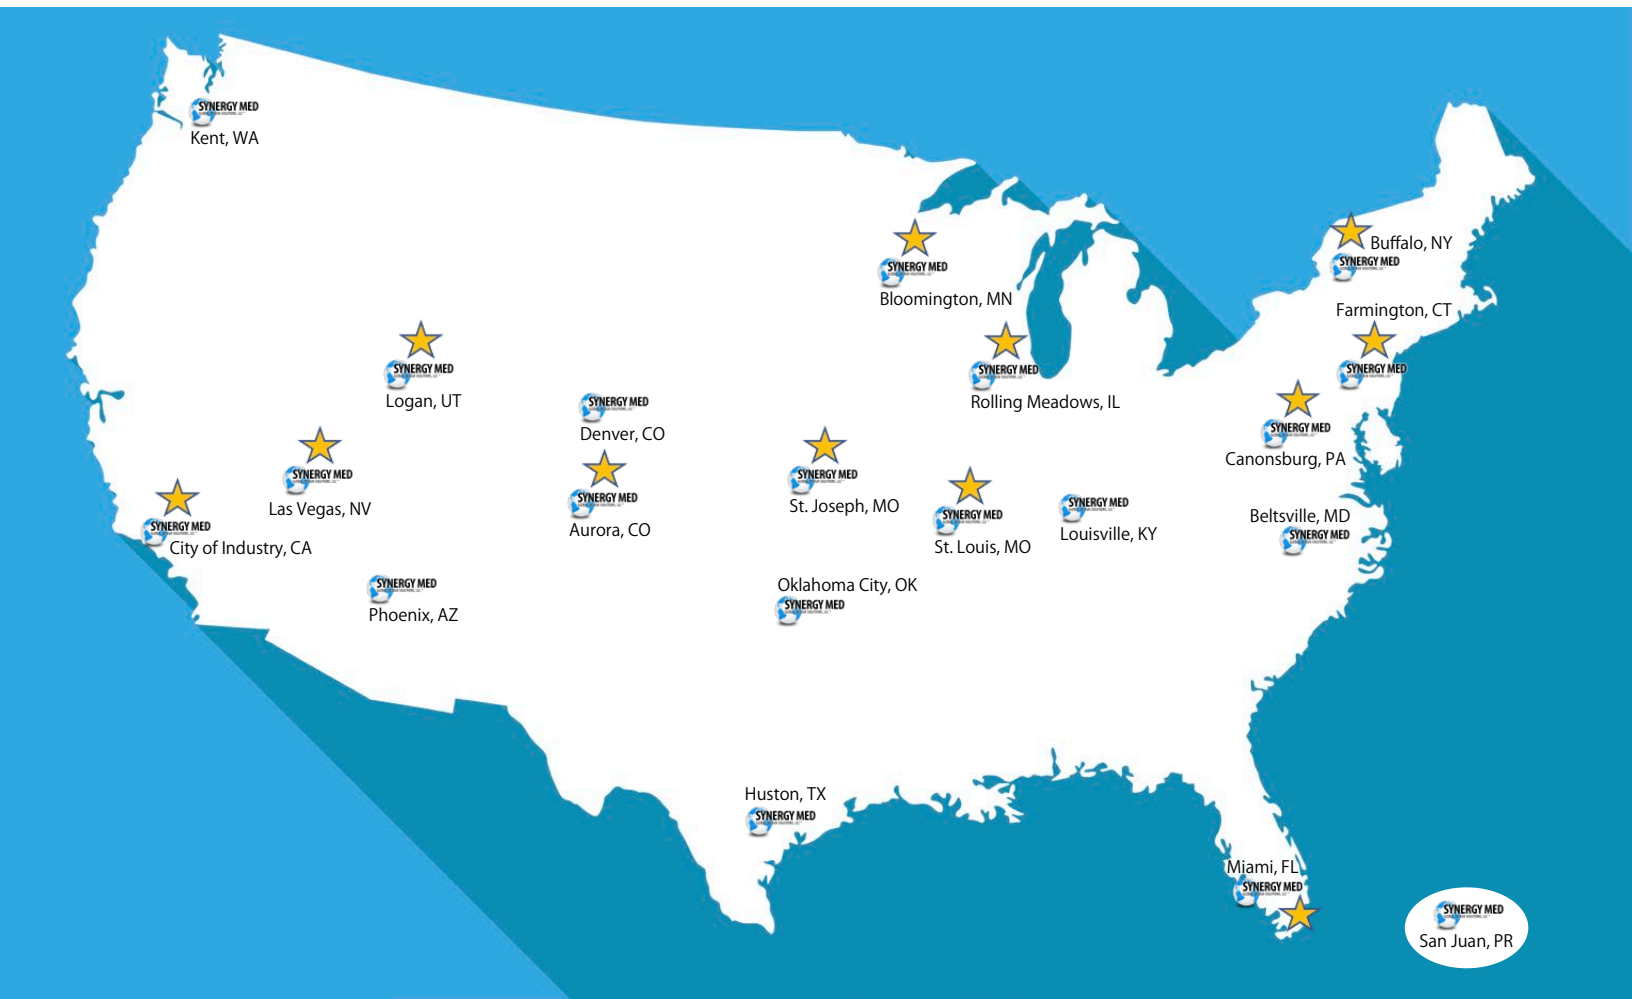 SYNERGY MED
Kent, WA
Buffalo, NY
SYNERGY MED
SYNERGY MED
Bloomington, MN
Farmington, CT
SYNERGY MED
SYNERGY MED
Logan, UT
SYNERGY MED
Rolling Meadows, IL
SYNERGY MED
Denver, CO
SYNERGY MED
Canonsburg, PA
SYNERGY MED
Las Vegas, NV
SYNERGY MED
St. Joseph, MO
SYNERGY MED
Aurora, CO
SYNERGY MED
Louisville, KY
SYNERGY MED
St. Louis, MO
Beltsville, MD
SYNERGY MED
SYNERGY MED
City of Industry, CA
SYNERGY MED
Phoenix, AZ
Oklahoma City, OK
SYNERGY MED
Huston, TX
SYNERGY MED
Miami, FL
SYNERGY MED
SYNERGY MED
San Juan, PR